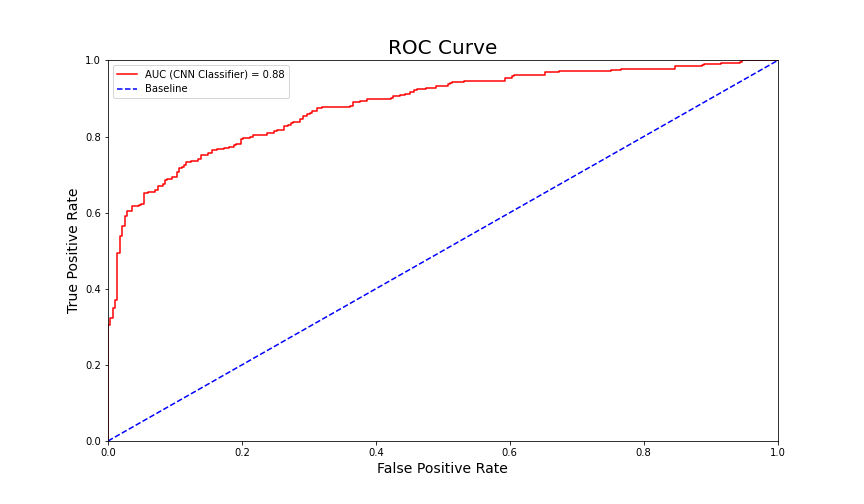 ROC Curve
AUC (CNN Classifier) = 0.88
Baseline
True Positive Rate
1.0
0.8
0.6
0.4
0.2
0.0
0.0 0.2 0.4 0.6 0.8 1.0
False Positive Rate